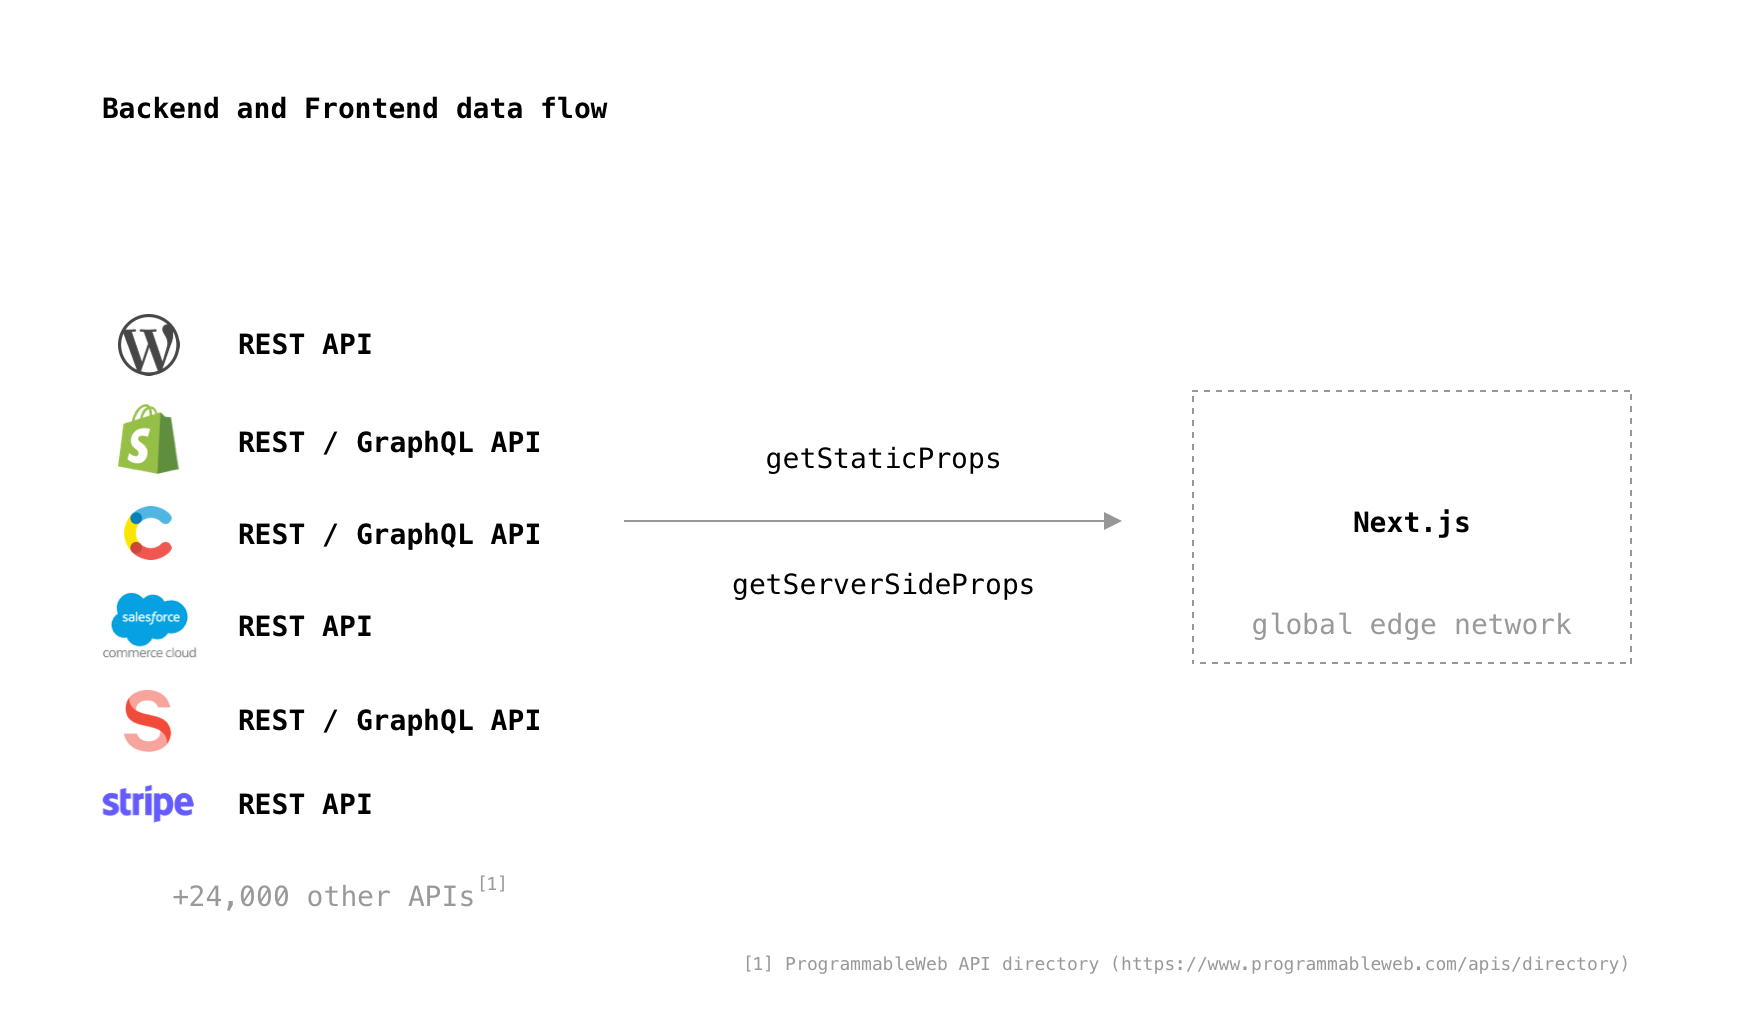 Backend and Frontend data flow
REST API
REST / GraphQL API
REST / GraphQL API
salesforce
commerce cloud
REST API
REST / GraphQL API
stripe
REST API
+24,000 other APIs[1]
getStaticProps
getServerSideProps
Next.js
global edge network
[1] ProgrammableWeb API directory (https://www.programmableweb.com/apis/directory)